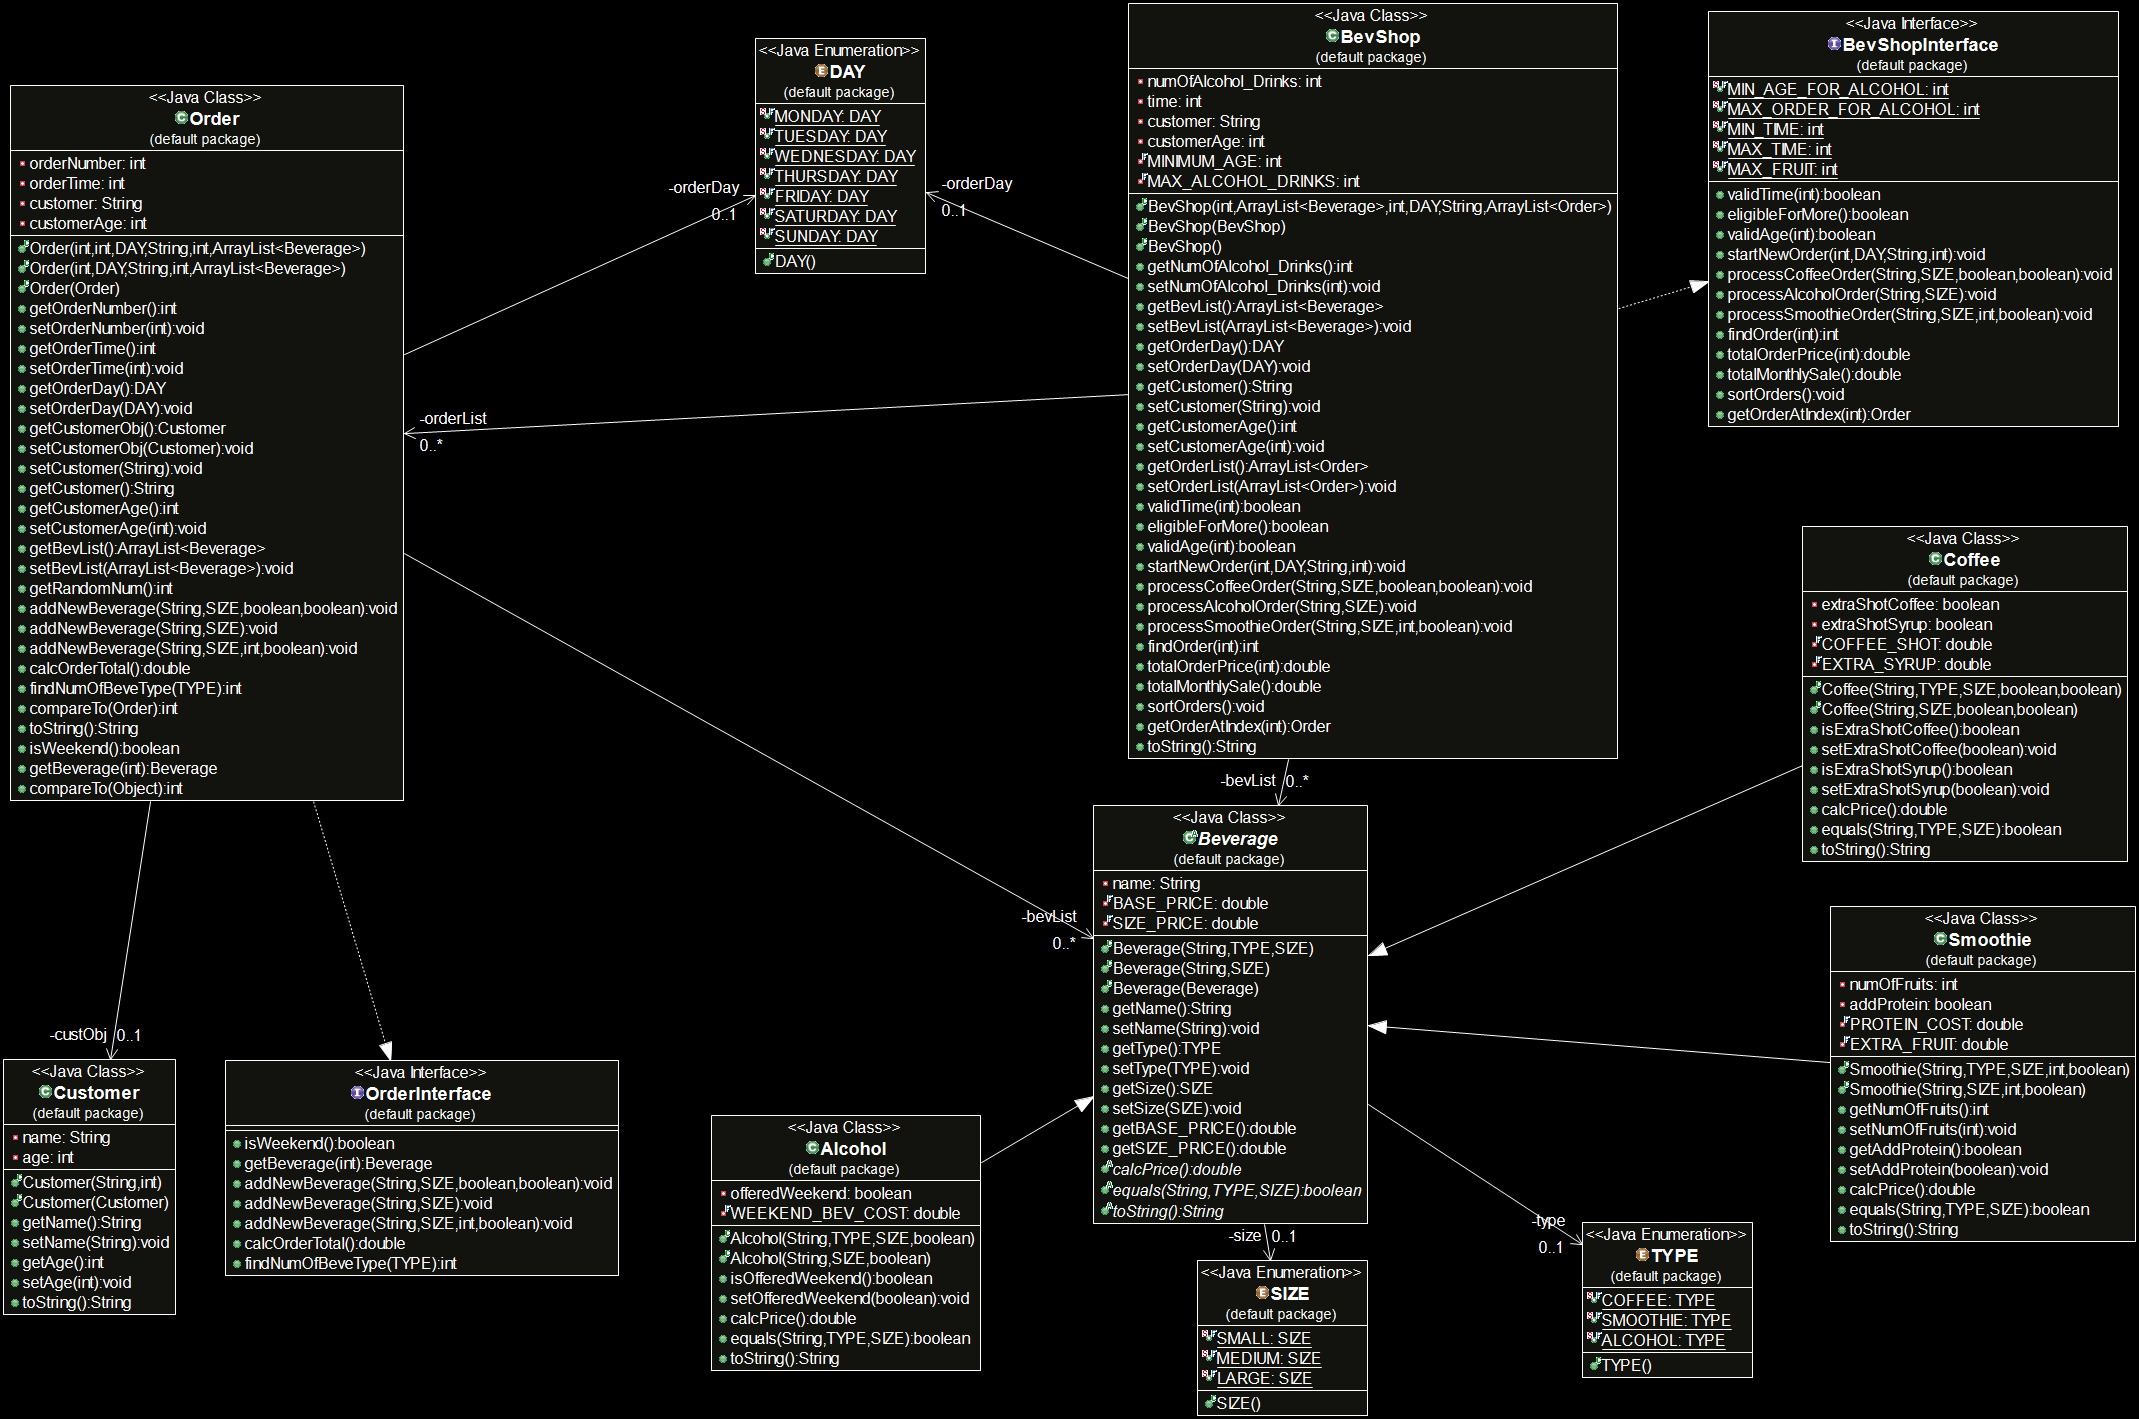 <<Java Class>>
Order
(default package)
orderNumber: int
orderTime: int
customer: String
customerAge: int
Order(int,int,DAY,String,int,ArrayList<Beverage>)
Order(int,DAY,String,int,ArrayList<Beverage>)
Order(Order)
getOrderNumber():int
setOrderNumber(int):void
getOrderTime():int
setOrderTime(int):void
getOrderDay():DAY
setOrderDay(DAY):void
getCustomerObj():Customer
setCustomerObj(Customer):void
setCustomer(String):void
getCustomer():String
getCustomerAge():int
setCustomerAge(int):void
getBevList():ArrayList<Beverage>
setBevList(ArrayList<Beverage>):void
getRandomNum():int
addNewBeverage(String,SIZE,boolean,boolean):void
addNewBeverage(String,SIZE):void
addNewBeverage(String,SIZE,int,boolean):void
calcOrderTotal():double
findNumOfBeveType(TYPE):int
compareTo(Order):int
toString():String
isWeekend():boolean
getBeverage(int):Beverage
compareTo(Object):int
<<Java Enumeration>>
DAY
(default package)
MONDAY: DAY
TUESDAY: DAY
WEDNESDAY: DAY
THURSDAY: DAY
FRIDAY: DAY
SATURDAY: DAY
SUNDAY: DAY
DAY()
-orderDay
0..1
-orderDay
0..1
-orderList
0..*
<<Java Class>>
BevShop
(default package)
numOfAlcohol_Drinks: int
time: int
customer: String
customerAge: int
MINIMUM_AGE: int
MAX_ALCOHOL_DRINKS: int
BevShop(int,ArrayList<Beverage>,int,DAY,String,ArrayList<Order>)
BevShop(BevShop)
BevShop()
getNumOfAlcohol_Drinks():int
setNumOfAlcohol_Drinks(int):void
getBevList():ArrayList<Beverage>
setBevList(ArrayList<Beverage>):void
getOrderDay():DAY
setOrderDay(DAY):void
getCustomer():String
setCustomer(String):void
getCustomerAge():int
setCustomerAge(int):void
getOrderList():ArrayList<Order>
setOrderList(ArrayList<Order>):void
validTime(int):boolean
eligibleForMore():boolean
validAge(int):boolean
startNewOrder(int,DAY,String,int):void
processCoffeeOrder(String,SIZE,boolean,boolean):void
processAlcoholOrder(String,SIZE):void
processSmoothieOrder(String,SIZE,int,boolean):void
findOrder(int):int
totalOrderPrice(int):double
totalMonthlySale():double
sortOrders():void
getOrderAtIndex(int):Order
toString():String
<<Java Interface>>
BevShopInterface
(default package)
MIN_AGE_FOR_ALCOHOL: int
MAX_ORDER_FOR_ALCOHOL: int
MIN_TIME: int
MAX_TIME: int
MAX_FRUIT: int
validTime(int):boolean
eligibleForMore():boolean
validAge(int):boolean
startNewOrder(int,DAY,String,int):void
processCoffeeOrder(String,SIZE,boolean,boolean):void
processAlcoholOrder(String,SIZE):void
processSmoothieOrder(String,SIZE,int,boolean):void
findOrder(int):int
totalOrderPrice(int):double
totalMonthlySale():double
sortOrders():void
getOrderAtIndex(int):Order
<<Java Class>>
Coffee
(default package)
extraShotCoffee: boolean
extraShotSyrup: boolean
COFFEE_SHOT: double
EXTRA_SYRUP: double
Coffee(String,TYPE,SIZE,boolean,boolean)
Coffee(String,SIZE,boolean,boolean)
isExtraShotCoffee():boolean
setExtraShotCoffee(boolean):void
isExtraShotSyrup():boolean
setExtraShotSyrup(boolean):void
calcPrice():double
equals(String,TYPE,SIZE):boolean
toString():String
-bevList
0..*
-bevList
0..*
<<Java Class>>
Beverage
(default package)
name: String
BASE_PRICE: double
SIZE_PRICE: double
Beverage(String,TYPE,SIZE)
Beverage(String,SIZE)
Beverage(Beverage)
getName():String
setName(String):void
getType():TYPE
setType(TYPE):void
getSize():SIZE
setSize(SIZE):void
getBASE_PRICE():double
getSIZE_PRICE():double
calcPrice():double
equals(String,TYPE,SIZE):boolean
toString():String
<<Java Class>>
Smoothie
(default package)
numOfFruits: int
addProtein: boolean
PROTEIN_COST: double
EXTRA_FRUIT: double
Smoothie(String,TYPE,SIZE,int,boolean)
Smoothie(String,SIZE,int,boolean)
getNumOfFruits():int
setNumOfFruits(int):void
getAddProtein():boolean
setAddProtein(boolean):void
calcPrice():double
equals(String,TYPE,SIZE):boolean
toString():String
-custObj
0..1
<<Java Class>>
Customer
(default package)
name: String
age: int
Customer(String,int)
Customer(Customer)
getName():String
setName(String):void
getAge():int
setAge(int):void
toString():String
<<Java Interface>>
OrderInterface
(default package)
isWeekend():boolean
getBeverage(int):Beverage
addNewBeverage(String,SIZE,boolean,boolean):void
addNewBeverage(String,SIZE):void
addNewBeverage(String,SIZE,int,boolean):void
calcOrderTotal():double
findNumOfBeveType(TYPE):int
<<Java Class>>
Alcohol
(default package)
offeredWeekend: boolean
WEEKEND_BEV_COST: double
Alcohol(String,TYPE,SIZE,boolean)
Alcohol(String,SIZE,boolean)
isOfferedWeekend():boolean
setOfferedWeekend(boolean):void
calcPrice():double
equals(String,TYPE,SIZE):boolean
toString():String
-size
0..1
<<Java Enumeration>>
SIZE
(default package)
SMALL: SIZE
MEDIUM: SIZE
LARGE: SIZE
SIZE()
-type
0..1
<<Java Enumeration>>
TYPE
(default package)
COFFEE: TYPE
SMOOTHIE: TYPE
ALCOHOL: TYPE
TYPE()